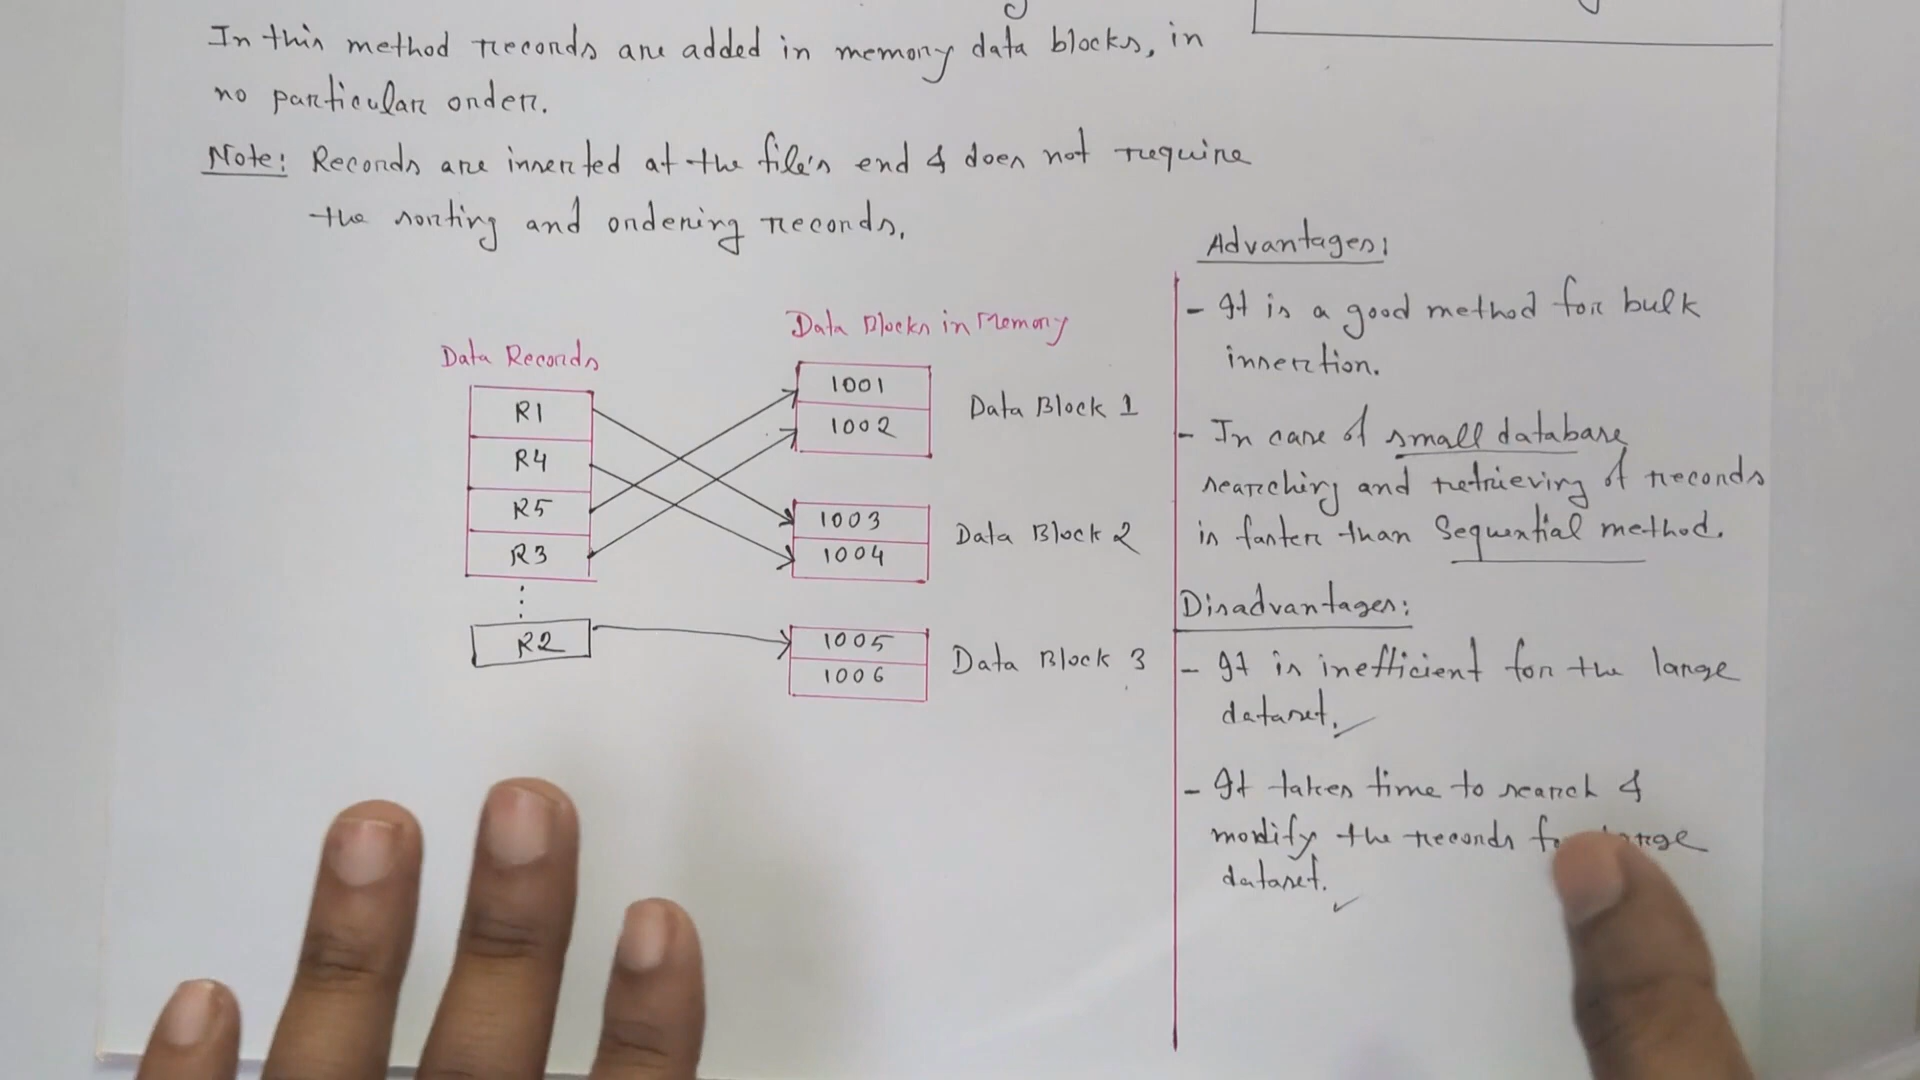 In this method records are added in memory data blocks, in
no particular order.
Note: Records are inserted at the file's end & does not require
the sorting and ordering records.
Data Records
R1
R4
R5
R3
R2
Data Blocks in Memory
1001
1002
Data Block 1
1003
1004
Data Block 2
1005
1006
Data Block 3
Advantages:
- It is a good method for bulk
insertion.
- In case of small database
searching and retrieving of records
is faster than Sequential method.
Disadvantages:
- It is inefficient for the large
dataset.
- It takes time to search &
modify the records
dataset.